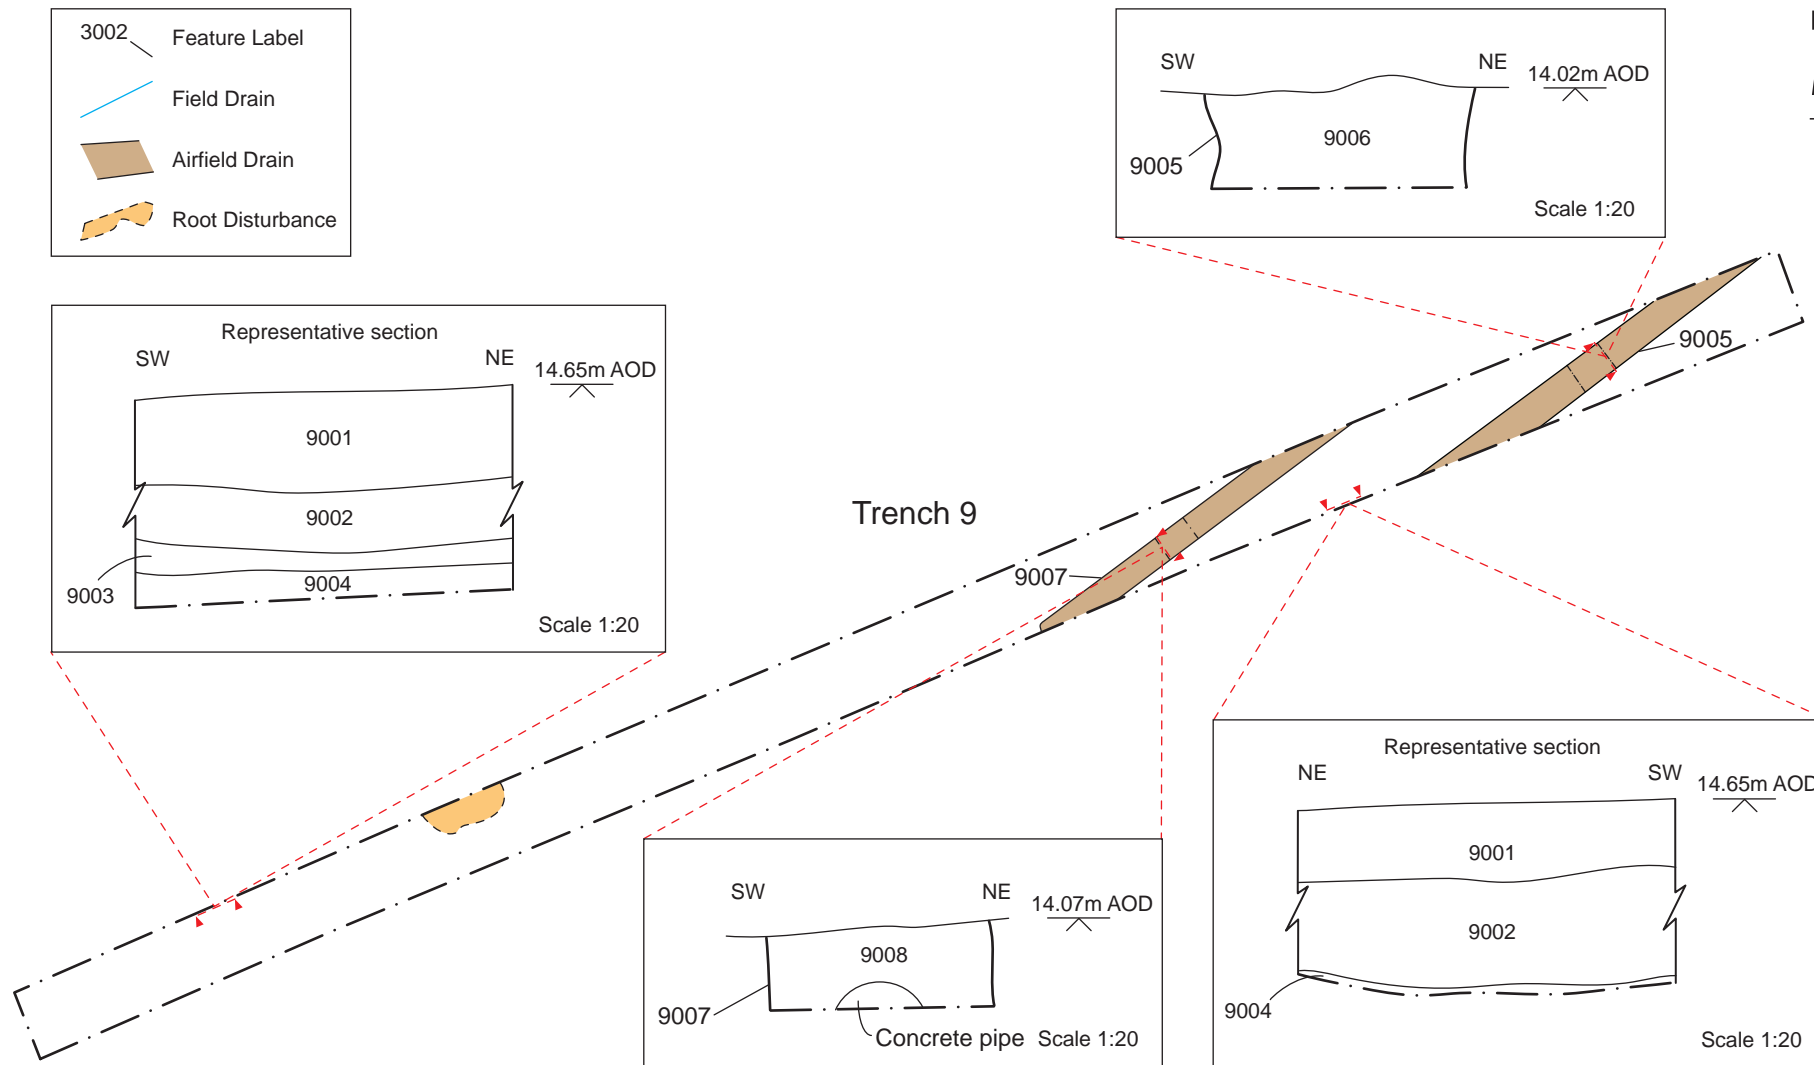 3002 Feature Label
Field Drain
Airfield Drain
Root Disturbance
SW NE 14.02m AOD
9006
9005
Scale 1:20
Representative section
SW NE 14.65m AOD
9001
9002
9003
9004
Scale 1:20
9005
Trench 9
9007
SW NE 14.07m AOD
9008
9007
Concrete pipe Scale 1:20
Representative section
NE SW 14.65m AOD
9001
9002
9004
Scale 1:20